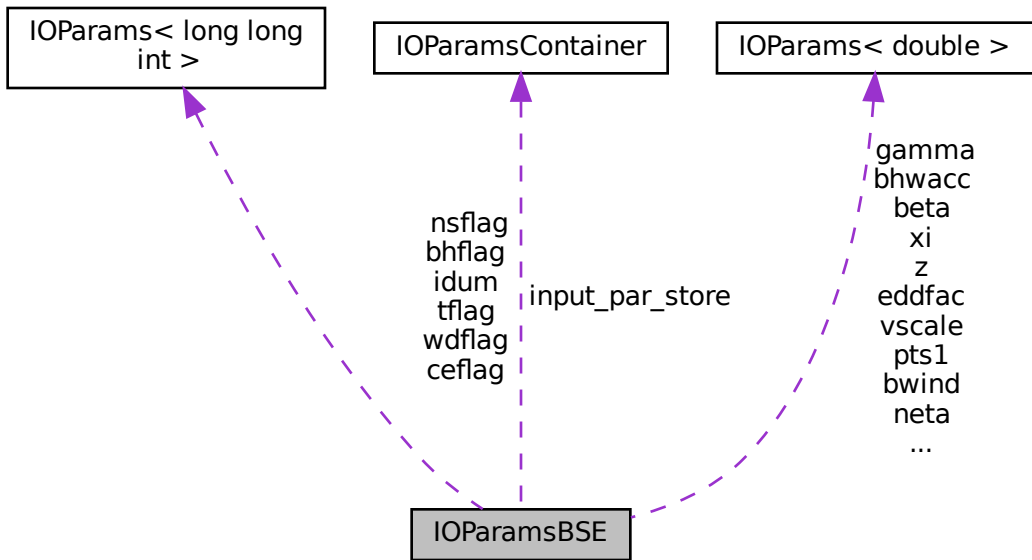 IOParams< long long
int >
IOParamsContainer
IOParams< double >
nsflag
bhflag
idum
tflag
wdflag
ceflag
input_par_store
gamma
bhwacc
beta
xi
z
eddfac
vscale
pts1
bwind
neta
...
IOParamsBSE